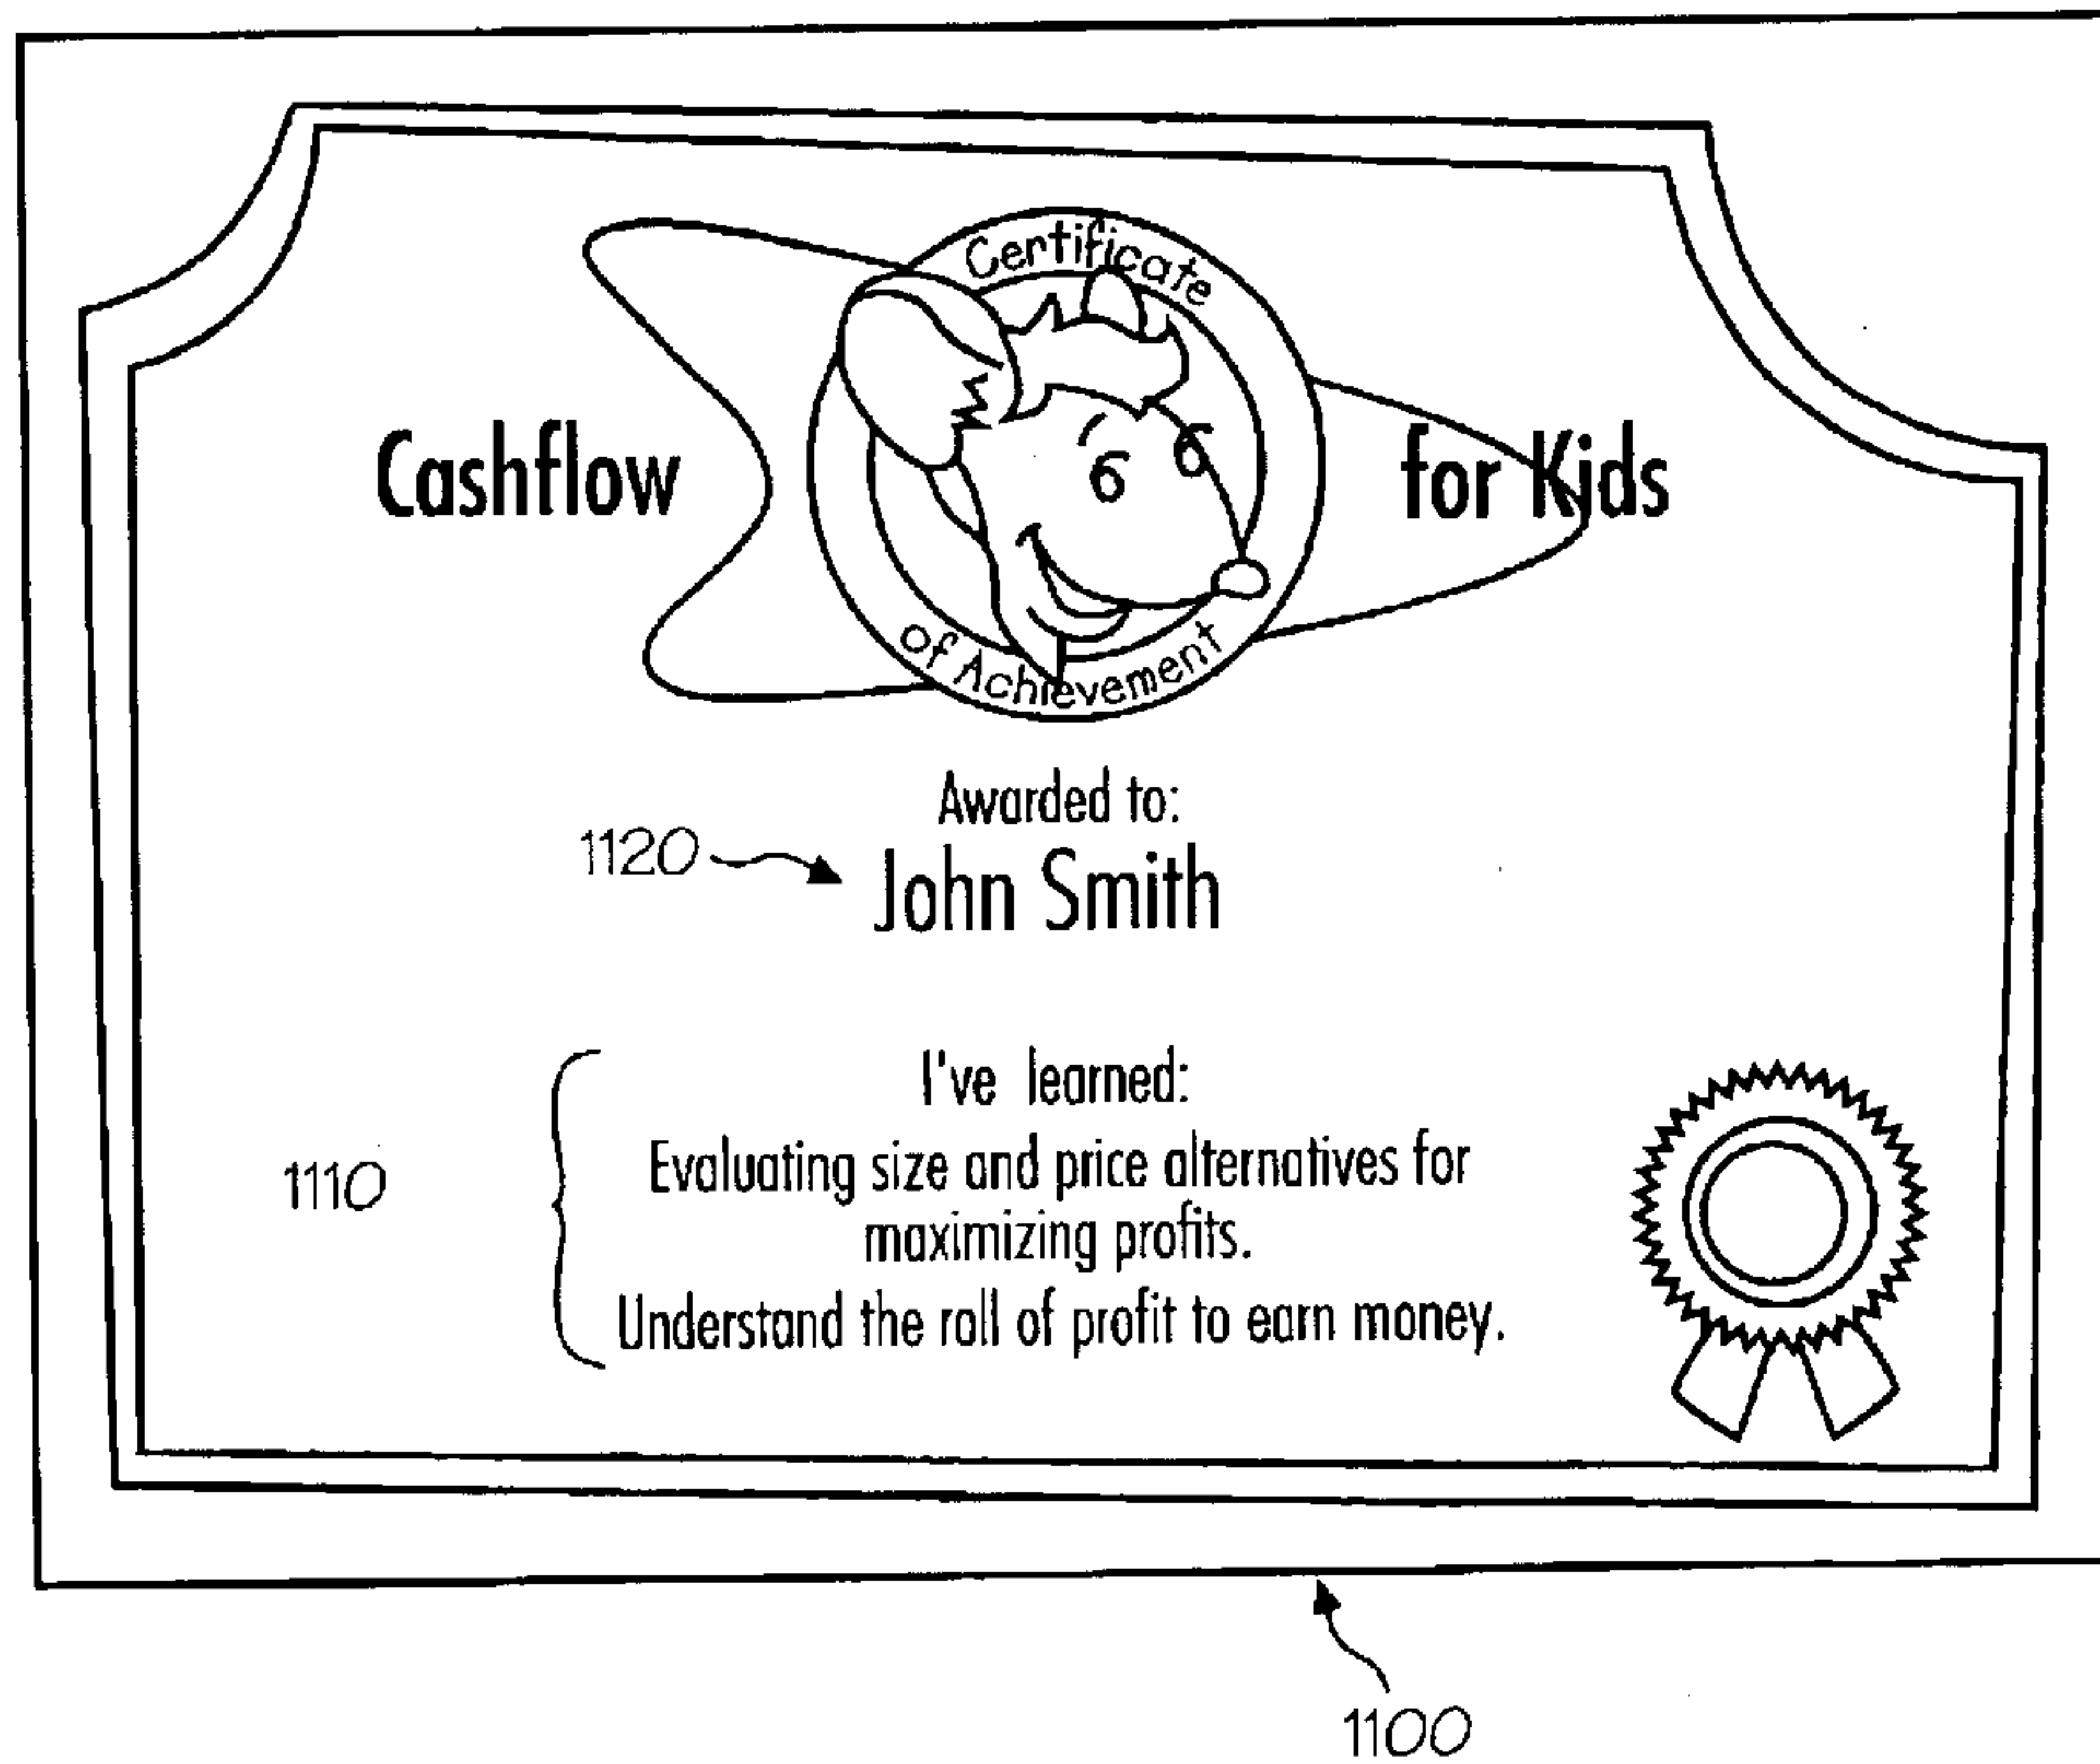 Certificate
Cashflow
for Kids
of Achievement
Awarded to:
1120
John Smith
I've learned:
1110
Evaluating size and price alternatives for
maximizing profits.
Understand the roll of profit to earn money.
1100